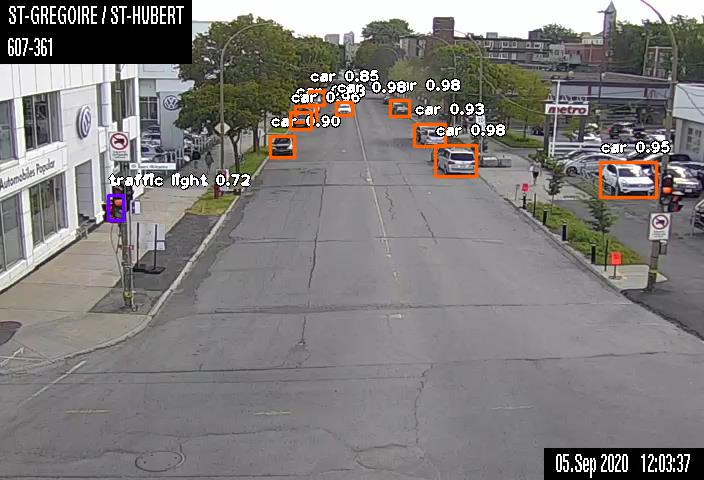 ST-GREGOIRE / ST-HUBERT
607-361
car 0.85
car 0.98
car 0.98
car 0.93
car 0.90
car 0.98
car 0.95
metro
traffic light 0.72
Automobiles Popular
05.Sep 2020 12:03:37